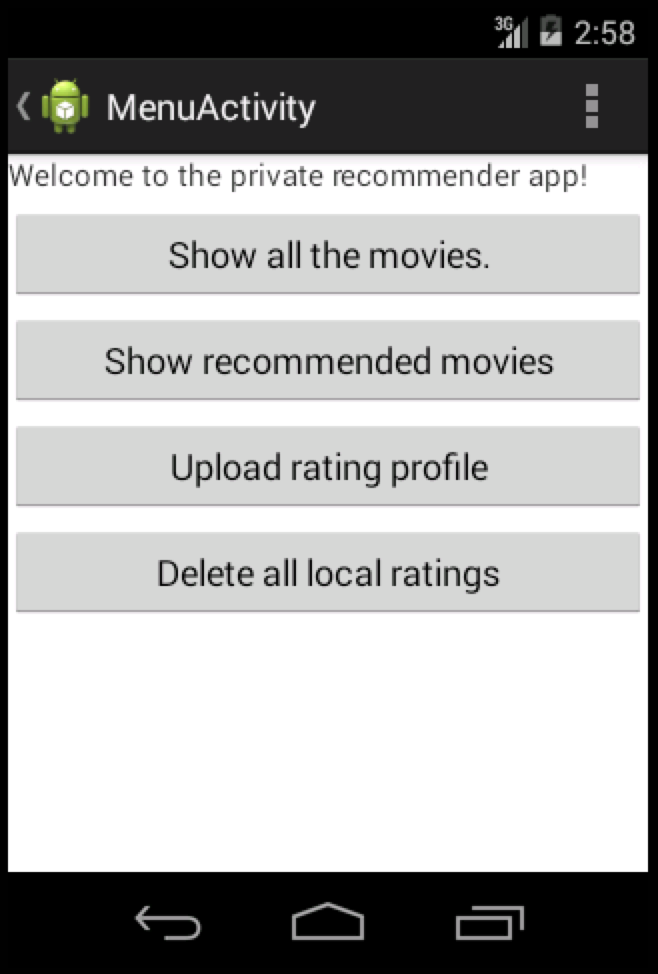 3G 2:58
MenuActivity
Welcome to the private recommender app!
Show all the movies.
Show recommended movies
Upload rating profile
Delete all local ratings